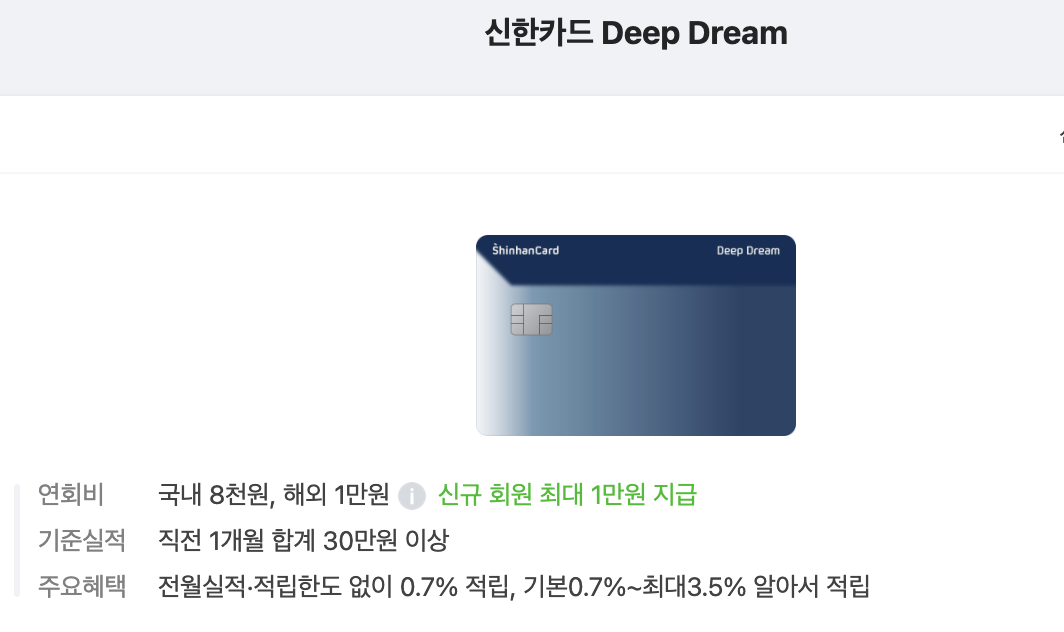 신한카드 Deep Dream
ShinhanCard Deep Dream
연회비 국내 8천원, 해외 1만원 i 신규 회원 최대 1만원 지급
기준실적 직전 1개월 합계 30만원 이상
주요혜택 전월실적·적립한도 없이 0.7% 적립, 기본0.7%~최대3.5% 알아서 적립